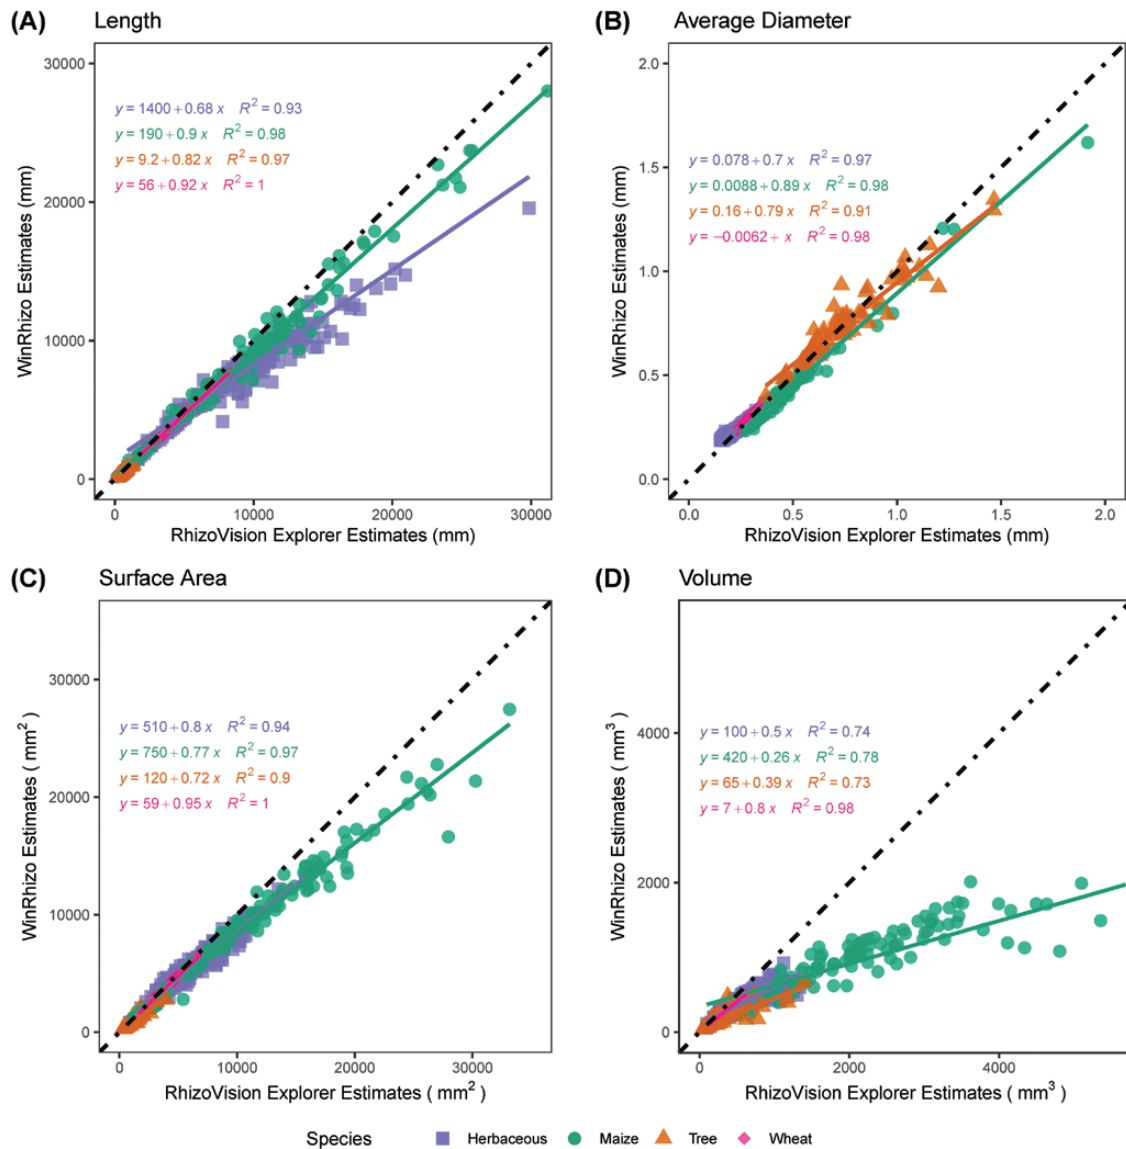 (A) Length
WinRhizo Estimates (mm)
30000
20000
10000
0
y = 1400 + 0.68 x R² = 0.93
y = 190 + 0.9 x R² = 0.98
y = 9.2 + 0.82 x R² = 0.97
y = 56 + 0.92 x R² = 1
0 10000 20000 30000
RhizoVision Explorer Estimates (mm)
(B) Average Diameter
WinRhizo Estimates (mm)
2.0
1.5
1.0
0.5
0.0
y = 0.078 + 0.7 x R² = 0.97
y = 0.0088 + 0.89 x R² = 0.98
y = 0.16 + 0.79 x R² = 0.91
y = −0.0062 + x R² = 0.98
0.0 0.5 1.0 1.5 2.0
RhizoVision Explorer Estimates (mm)
(C) Surface Area
WinRhizo Estimates ( mm² )
30000
20000
10000
0
y = 510 + 0.8 x R² = 0.94
y = 750 + 0.77 x R² = 0.97
y = 120 + 0.72 x R² = 0.9
y = 59 + 0.95 x R² = 1
0 10000 20000 30000
RhizoVision Explorer Estimates ( mm² )
(D) Volume
WinRhizo Estimates ( mm³ )
4000
2000
0
y = 100 + 0.5 x R² = 0.74
y = 420 + 0.26 x R² = 0.78
y = 65 + 0.39 x R² = 0.73
y = 7 + 0.8 x R² = 0.98
0 2000 4000
RhizoVision Explorer Estimates ( mm³ )
Species Herbaceous Maize Tree Wheat